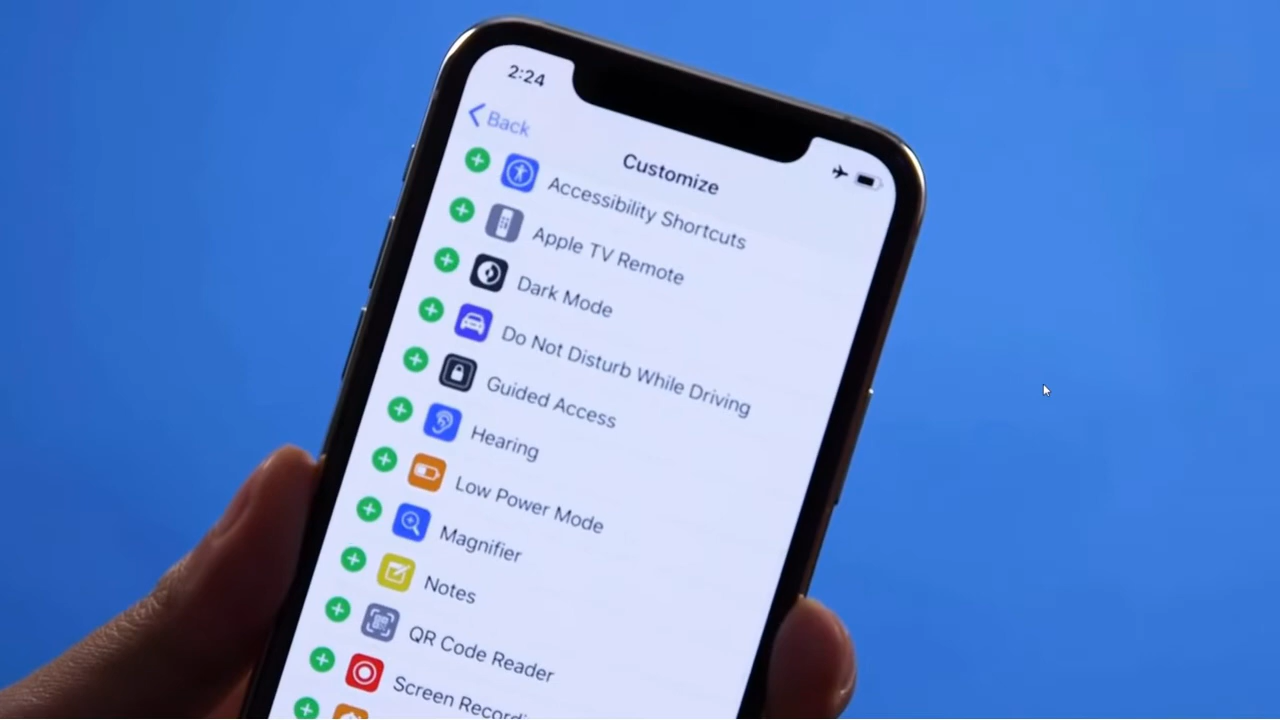 2:24
Back
Customize
Accessibility Shortcuts
Apple TV Remote
Dark Mode
Do Not Disturb While Driving
Guided Access
Hearing
Low Power Mode
Magnifier
Notes
QR Code Reader
Screen